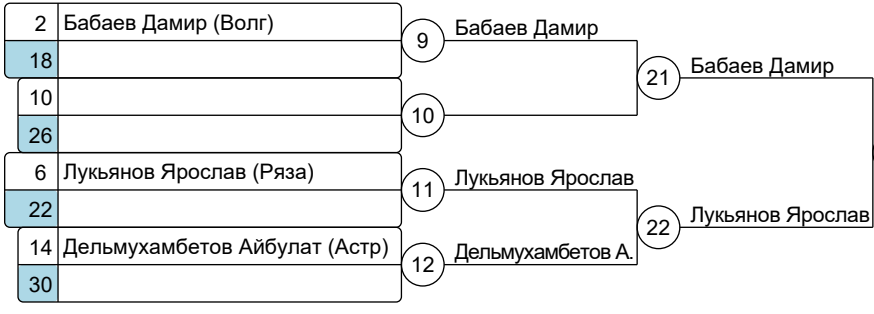 2 Бабаев Дамир (Волг)
18
9
Бабаев Дамир
10
26
10
21
Бабаев Дамир
6 Лукьянов Ярослав (Ряза)
22
11
Лукьянов Ярослав
14 Дельмухамбетов Айбулат (Астр)
30
12
Дельмухамбетов А.
22
Лукьянов Ярослав